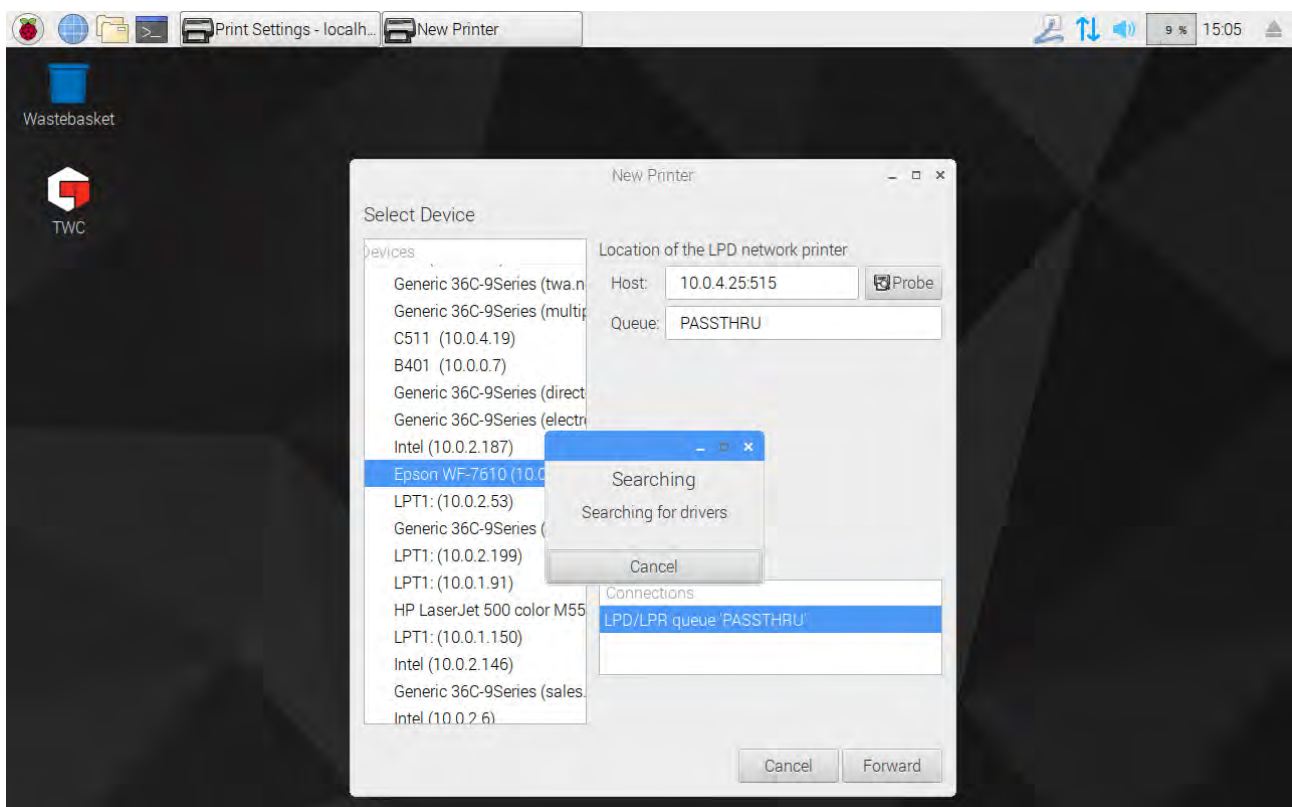 Print Settings - localh...
New Printer
9 %
15:05
Wastebasket
TWC
New Printer
Select Device
Devices
Generic 36C-9Series (twa.n
Generic 36C-9Series (multip
C511 (10.0.4.19)
B401 (10.0.0.7)
Generic 36C-9Series (direct
Generic 36C-9Series (electr
Intel (10.0.2.187)
Epson WF-7610 (10.0
LPT1: (10.0.2.53)
Generic 36C-9Series (
LPT1: (10.0.2.199)
LPT1: (10.0.1.91)
HP LaserJet 500 color M55
LPT1: (10.0.1.150)
Intel (10.0.2.146)
Generic 36C-9Series (sales.
Intel (10.0.2.6)
Location of the LPD network printer
Host: 10.0.4.25:515 Probe
Queue: PASSTHRU
Searching
Searching for drivers
Cancel
Connections
LPD/LPR queue 'PASSTHRU'
Cancel Forward